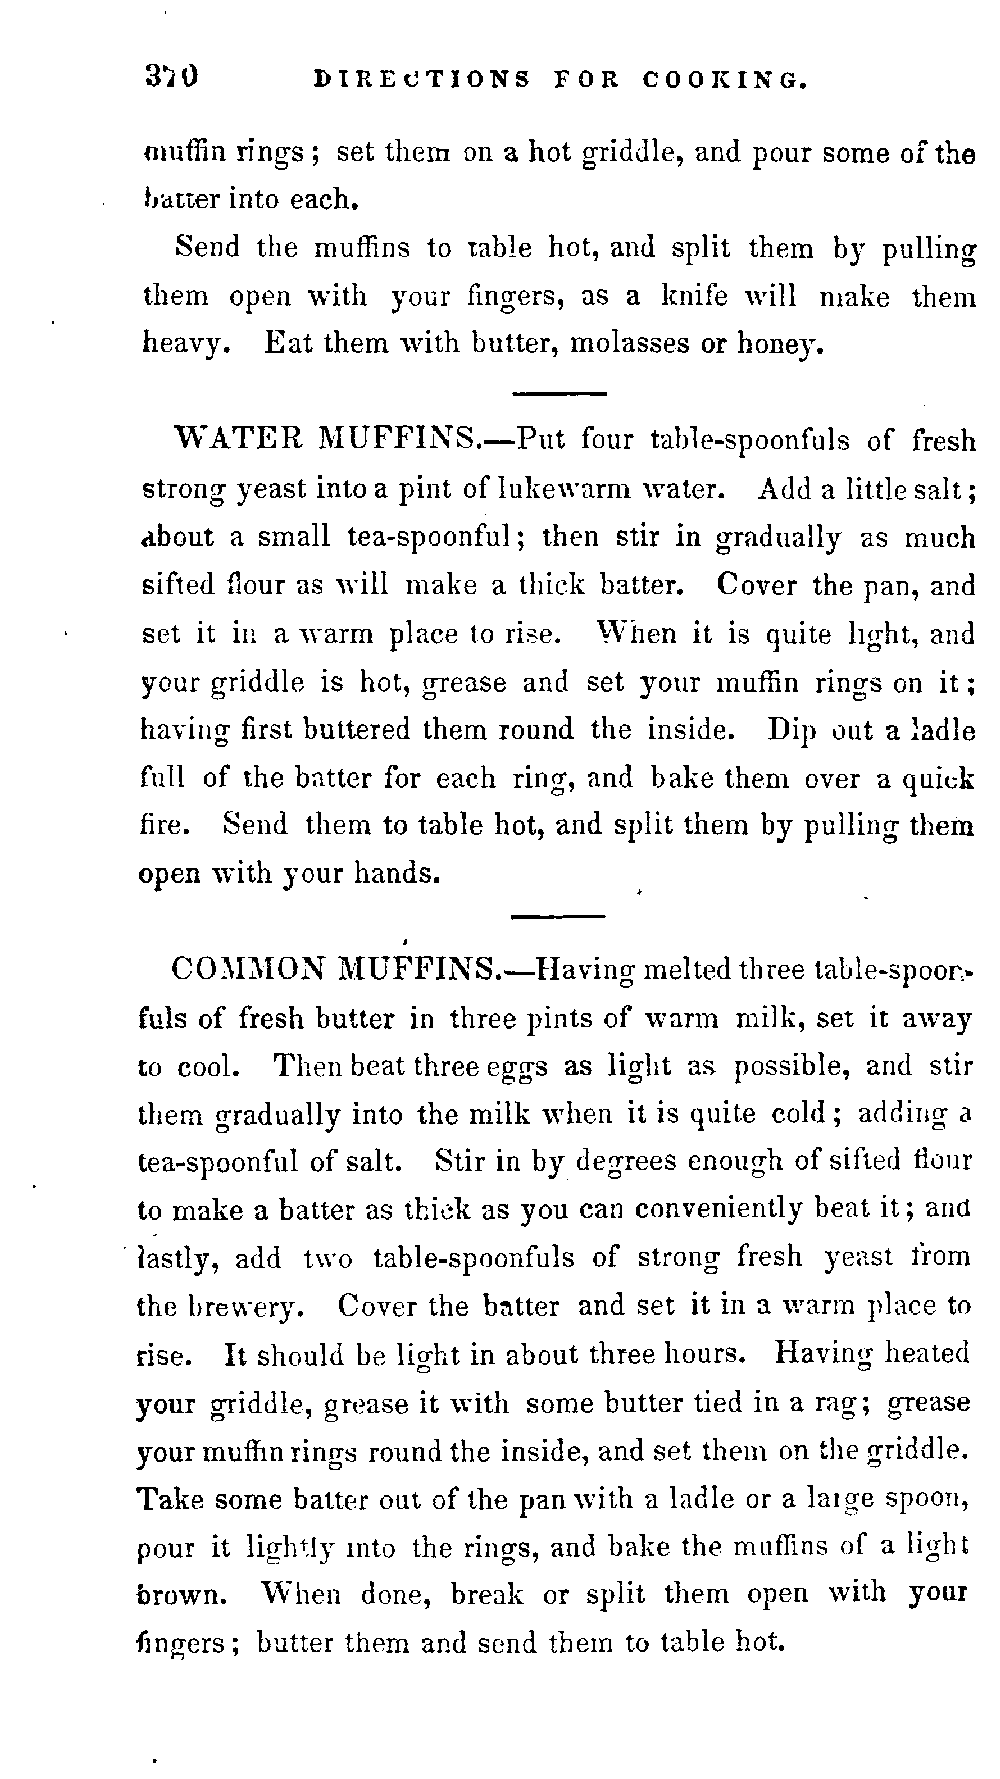 370 DIRECTIONS FOR COOKING.
muffin rings; set them on a hot griddle, and pour some of the
batter into each.
Send the muffins to table hot, and split them by pulling
them open with your fingers, as a knife will make them
heavy. Eat them with butter, molasses or honey.
WATER MUFFINS.—Put four table-spoonfuls of fresh
strong yeast into a pint of lukewarm water. Add a little salt;
about a small tea-spoonful; then stir in gradually as much
sifted flour as will make a thick batter. Cover the pan, and
set it in a warm place to rise. When it is quite light, and
your griddle is hot, grease and set your muffin rings on it;
having first buttered them round the inside. Dip out a ladle
full of the batter for each ring, and bake them over a quick
fire. Send them to table hot, and split them by pulling them
open with your hands.
COMMON MUFFINS.—Having melted three table-spoon-
fuls of fresh butter in three pints of warm milk, set it away
to cool. Then beat three eggs as light as possible, and stir
them gradually into the milk when it is quite cold; adding a
tea-spoonful of salt. Stir in by degrees enough of sifted flour
to make a batter as thick as you can conveniently beat it; and
lastly, add two table-spoonfuls of strong fresh yeast from
the brewery. Cover the batter and set it in a warm place to
rise. It should be light in about three hours. Having heated
your griddle, grease it with some butter tied in a rag; grease
your muffin rings round the inside, and set them on the griddle.
Take some batter out of the pan with a ladle or a large spoon,
pour it lightly into the rings, and bake the muffins of a light
brown. When done, break or split them open with your
fingers; butter them and send them to table hot.